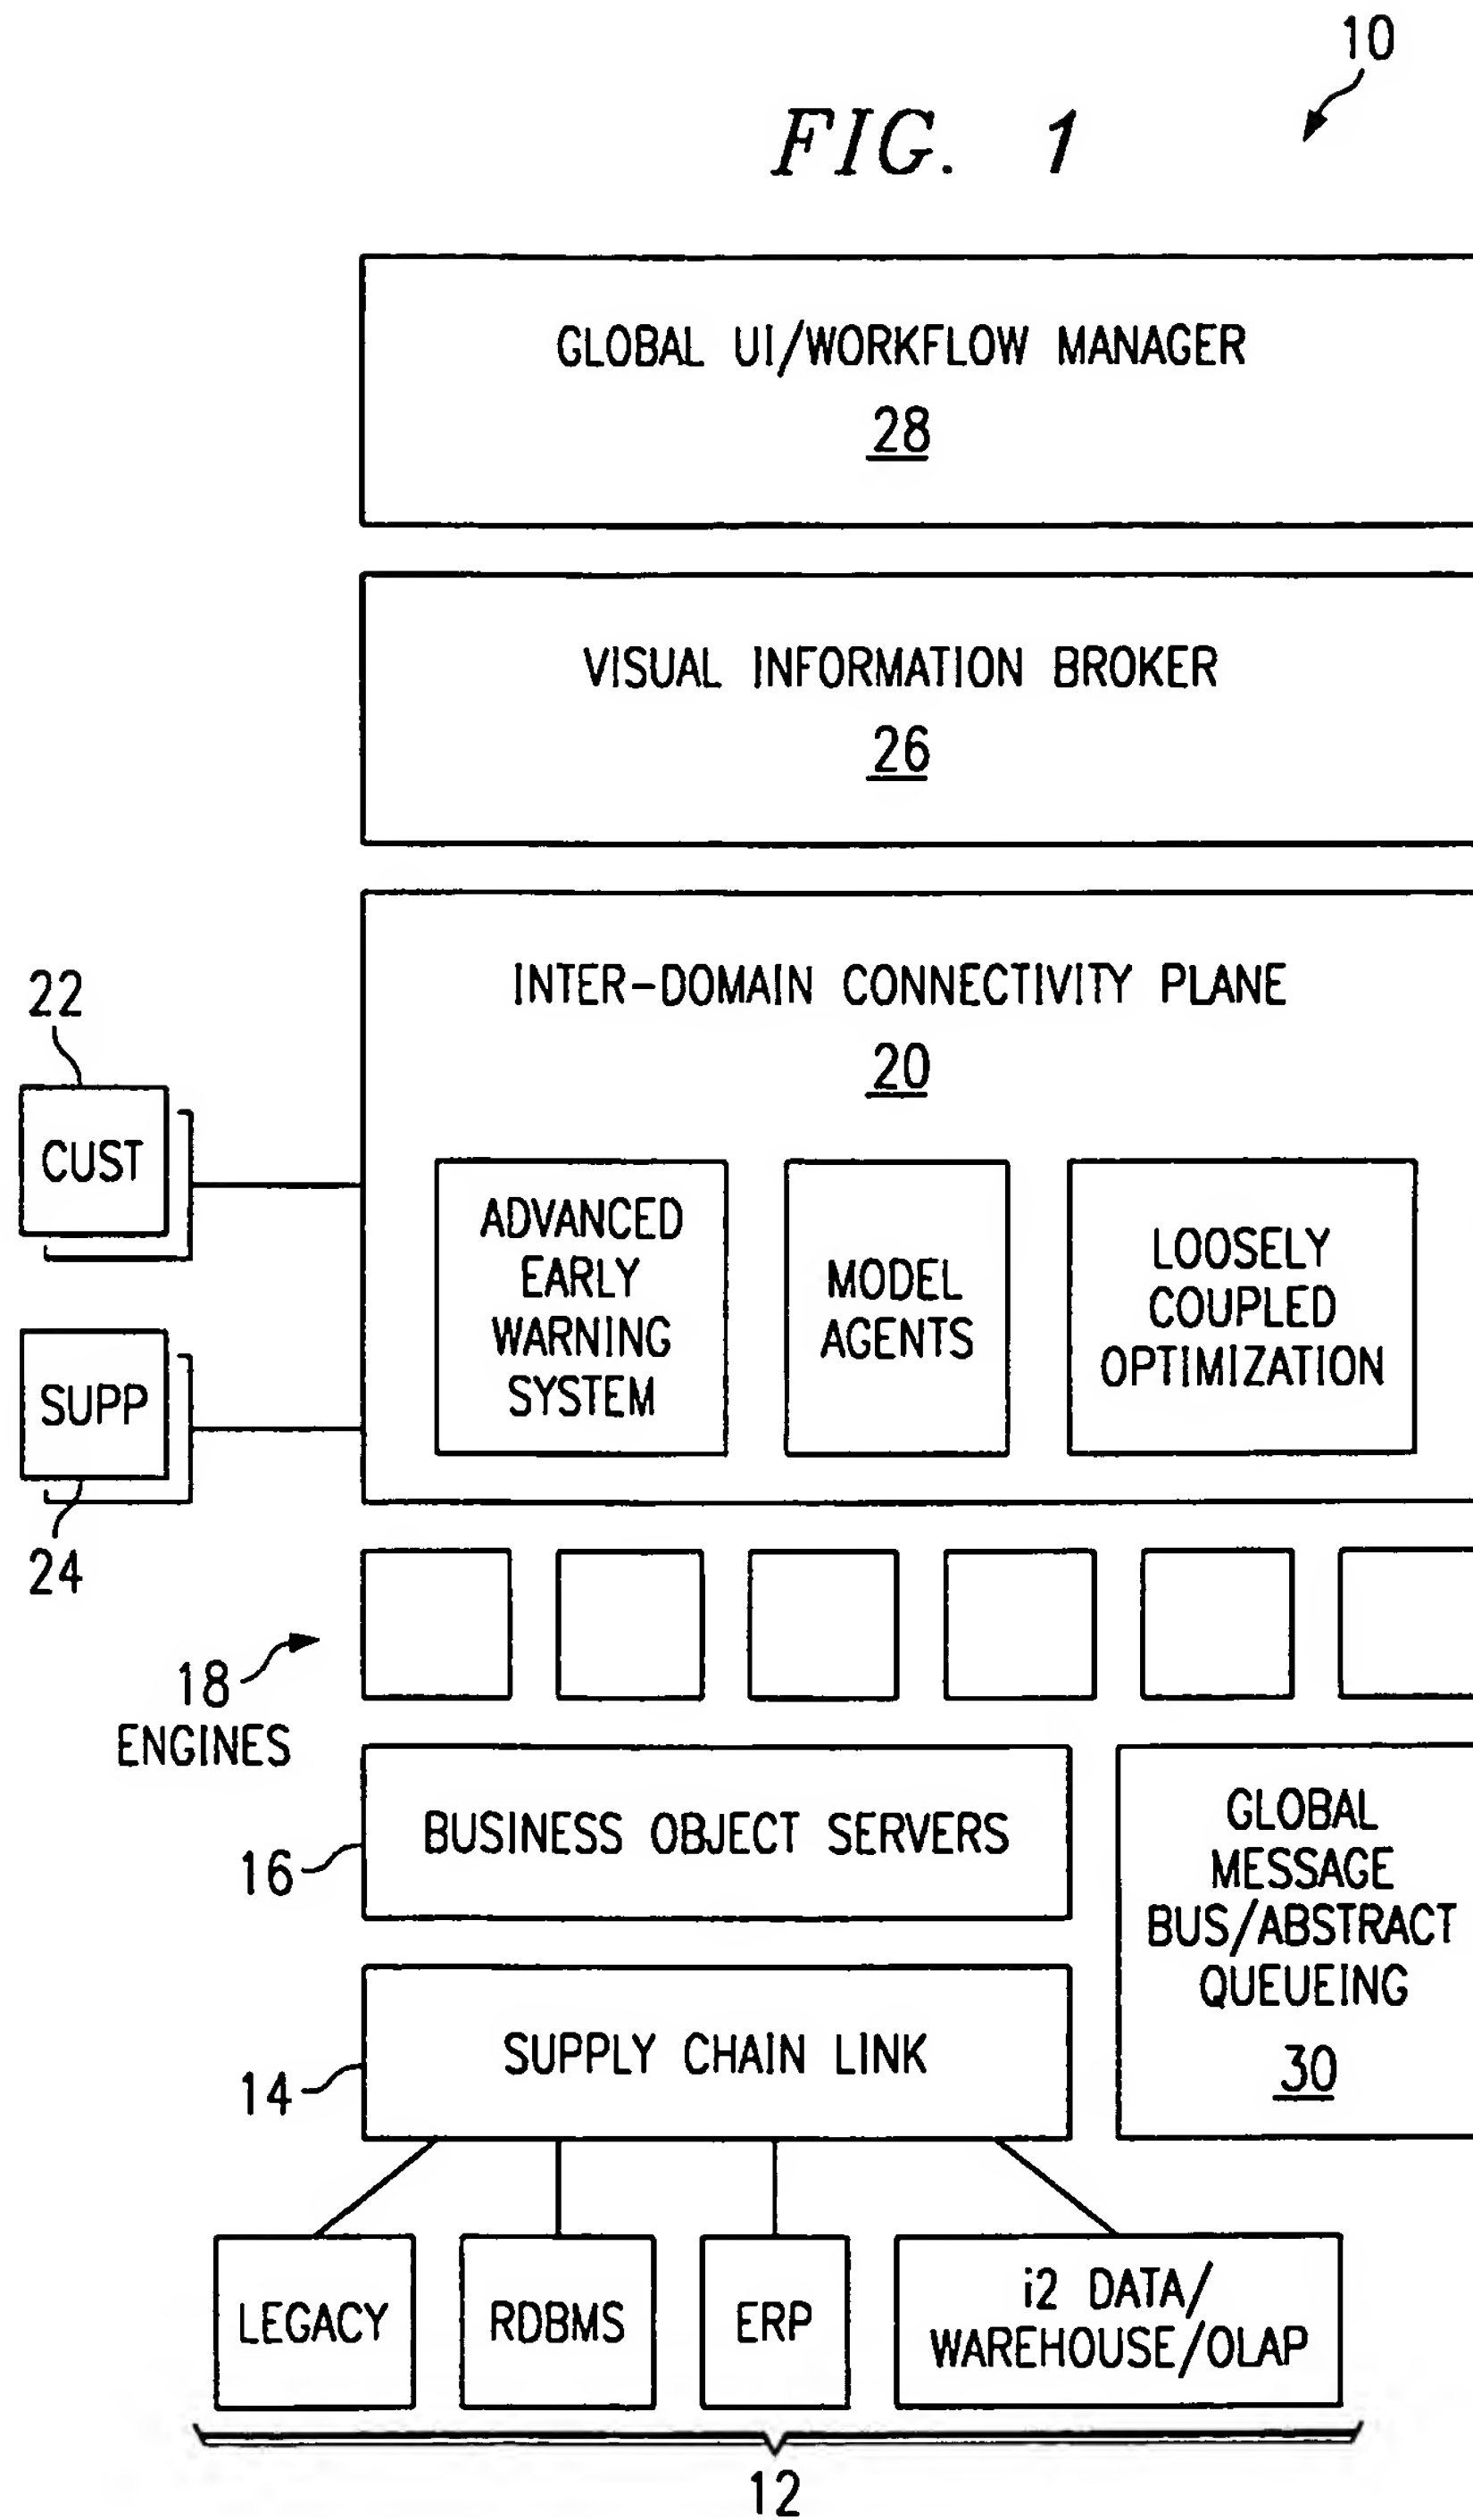 10
FIG. 1
GLOBAL UI/WORKFLOW MANAGER
28
VISUAL INFORMATION BROKER
26
INTER-DOMAIN CONNECTIVITY PLANE
20
22
CUST
SUPP
24
ADVANCED
EARLY
WARNING
SYSTEM
MODEL
AGENTS
LOOSELY
COUPLED
OPTIMIZATION
18
ENGINES
BUSINESS OBJECT SERVERS
16
GLOBAL
MESSAGE
BUS/ABSTRACT
QUEUEING
30
SUPPLY CHAIN LINK
14
LEGACY
RDBMS
ERP
i2 DATA/
WAREHOUSE/OLAP
12